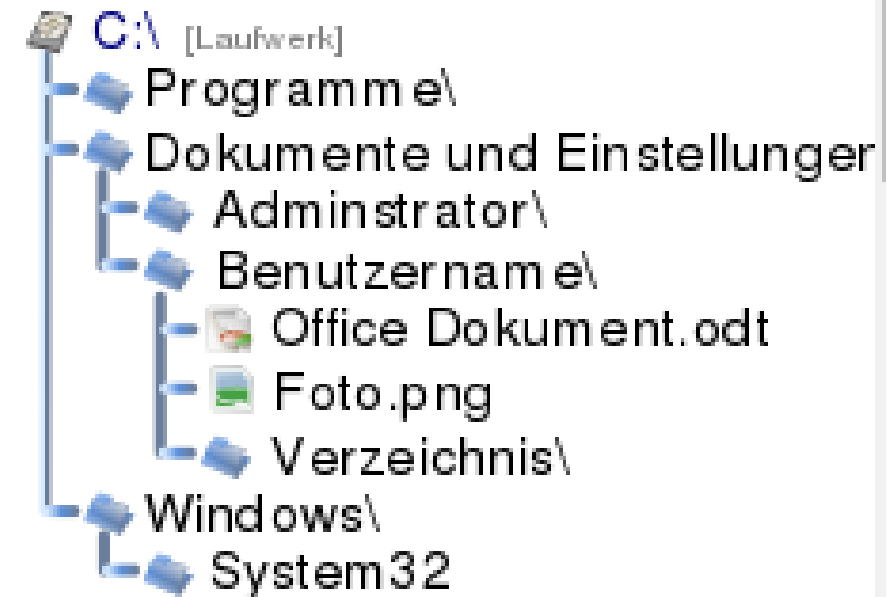 C:\ [Laufwerk]
Programme\
Dokumente und Einstellunger
Adminstrator\
Benutzername\
Office Dokument.odt
Foto.png
Verzeichnis\
Windows\
System32